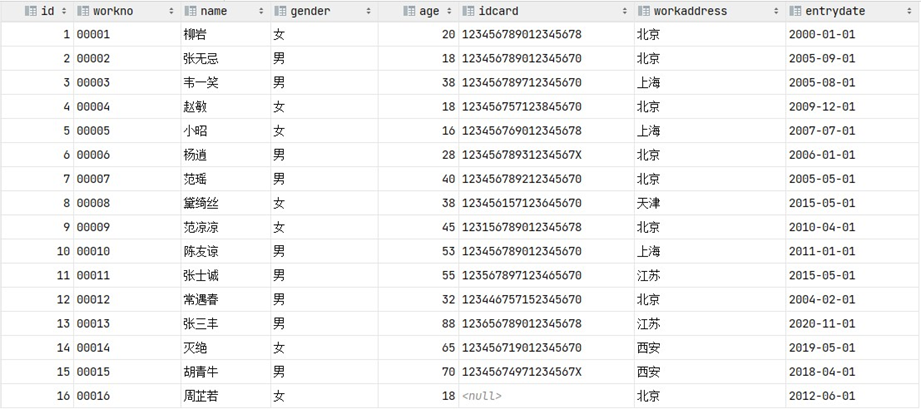 id workno name gender age idcard workaddress entrydate
1 00001 柳岩 女 20 123456789012345678 北京 2000-01-01
2 00002 张无忌 男 18 123456789012345670 北京 2005-09-01
3 00003 韦一笑 男 38 123456789712345670 上海 2005-08-01
4 00004 赵敏 女 18 123456757123845670 北京 2009-12-01
5 00005 小昭 女 16 123456769012345678 上海 2007-07-01
6 00006 杨逍 男 28 12345678931234567X 北京 2006-01-01
7 00007 范瑶 男 40 123456789212345670 北京 2005-05-01
8 00008 黛绮丝 女 38 123456157123645670 天津 2015-05-01
9 00009 范凉凉 女 45 123156789012345678 北京 2010-04-01
10 00010 陈友谅 男 53 123456789012345670 上海 2011-01-01
11 00011 张士诚 男 55 123567897123465670 江苏 2015-05-01
12 00012 常遇春 男 32 123446757152345670 北京 2004-02-01
13 00013 张三丰 男 88 123656789012345678 江苏 2020-11-01
14 00014 灭绝 女 65 123456719012345670 西安 2019-05-01
15 00015 胡青牛 男 70 12345674971234567X 西安 2018-04-01
16 00016 周芷若 女 18 <null> 北京 2012-06-01